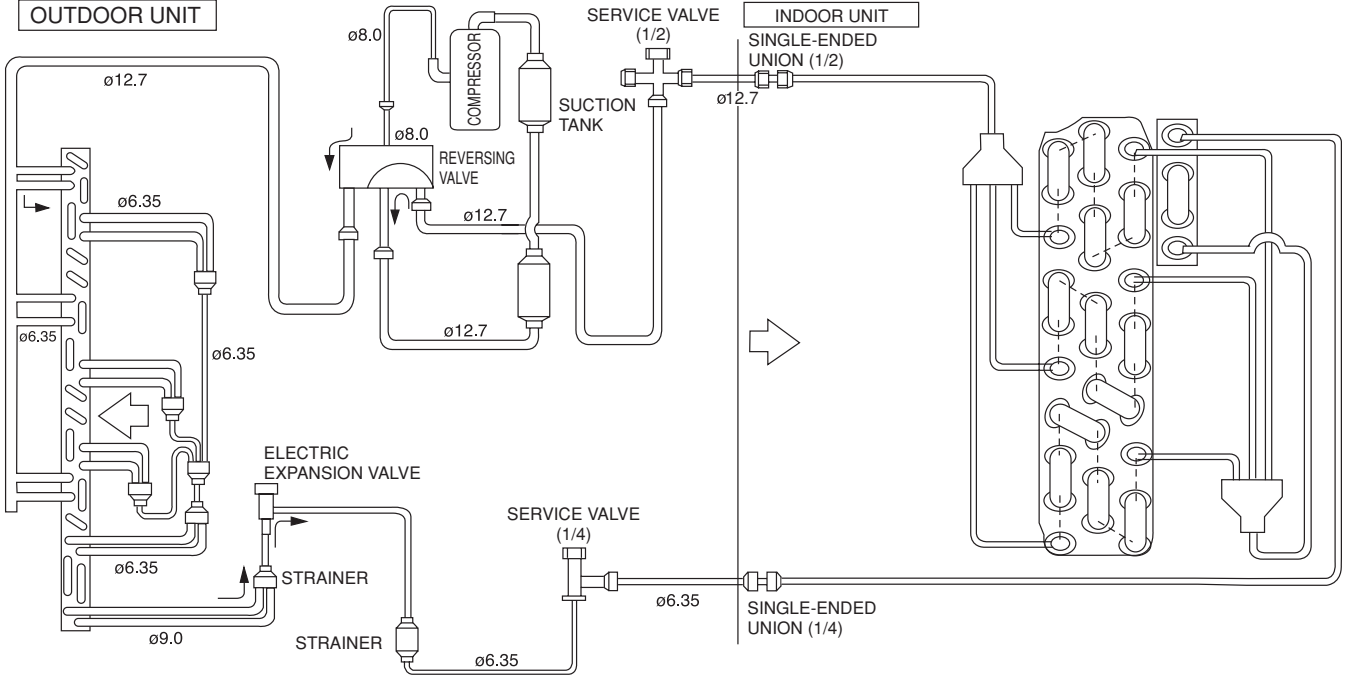 OUTDOOR UNIT
SERVICE VALVE
(1/2)
INDOOR UNIT
SINGLE-ENDED
UNION (1/2)
ø8.0
COMPRESSOR
ø12.7
SUCTION
TANK
ø12.7
ø8.0
REVERSING
VALVE
ø6.35
ø12.7
ø12.7
ø6.35
ø6.35
ELECTRIC
EXPANSION VALVE
SERVICE VALVE
(1/4)
ø6.35
STRAINER
ø6.35
SINGLE-ENDED
UNION (1/4)
ø9.0
STRAINER
ø6.35